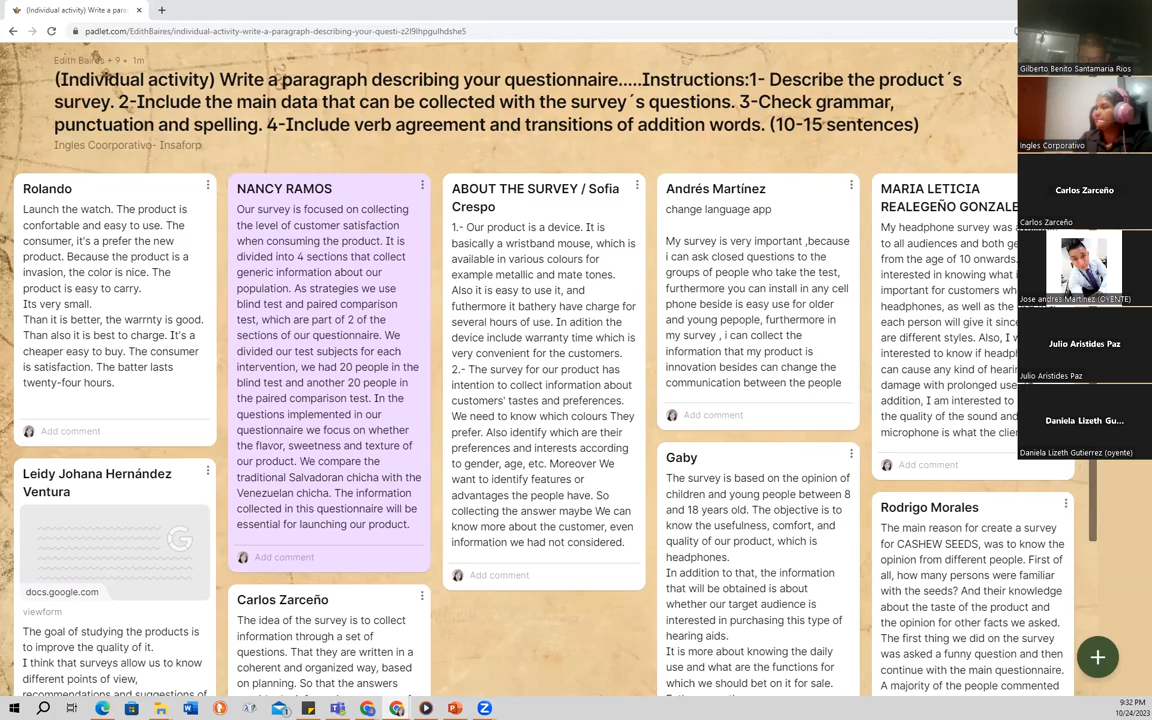 (Individual activity) Write a para
padlet.com/EdithBaires/individual-activity-write-a-paragraph-describing-your-questi-z2l9lhpgulhdshe5
Edith Baires + 9 • 1m
(Individual activity) Write a paragraph describing your questionnaire.....Instructions:1- Describe the product´s
survey. 2-Include the main data that can be collected with the survey´s questions. 3-Check grammar,
punctuation and spelling. 4-Include verb agreement and transitions of addition words. (10-15 sentences)
Ingles Coorporativo- Insaforp
Rolando
Launch the watch. The product is
confortable and easy to use. The
consumer, it's a prefer the new
product. Because the product is a
invasion, the color is nice. The
product is easy to carry.
Its very small.
Than it is better, the warrnty is good.
Than also it is best to charge. It's a
cheaper easy to buy. The consumer
is satisfaction. The batter lasts
twenty-four hours.
Add comment
Leidy Johana Hernández
Ventura
docs.google.com
viewform
The goal of studying the products is
to improve the quality of it.
I think that surveys allow us to know
different points of view,
recommendations and suggestions of
NANCY RAMOS
Our survey is focused on collecting
the level of customer satisfaction
when consuming the product. It is
divided into 4 sections that collect
generic information about our
population. As strategies we use
blind test and paired comparison
test, which are part of 2 of the
sections of our questionnaire. We
divided our test subjects for each
intervention, we had 20 people in the
blind test and another 20 people in
the paired comparison test. In the
questions implemented in our
questionnaire we focus on whether
the flavor, sweetness and texture of
our product. We compare the
traditional Salvadoran chicha with the
Venezuelan chicha. The information
collected in this questionnaire will be
essential for launching our product.
Add comment
Carlos Zarceño
The idea of the survey is to collect
information through a set of
questions. That they are written in a
coherent and organized way, based
on planning. So that the answers
ABOUT THE SURVEY / Sofia
Crespo
1.- Our product is a device. It is
basically a wristband mouse, which is
available in various colours for
example metallic and mate tones.
Also it is easy to use it, and
futhermore it bathery have charge for
several hours of use. In adition the
device include warranty time which is
very convenient for the customers.
2.- The survey for our product has
intention to collect information about
customers' tastes and preferences.
We need to know which colours They
prefer. Also identify which are their
preferences and interests according
to gender, age, etc. Moreover We
want to identify features or
advantages the people have. So
collecting the answer maybe We can
know more about the customer, even
information we had not considered.
Add comment
Andrés Martínez
change language app
My survey is very important ,because
i can ask closed questions to the
groups of people who take the test,
furthermore you can install in any cell
phone beside is easy use for older
and young pepople, furthermore in
my survey , i can collect the
information that my product is
innovation besides can change the
communication between the people
Add comment
Gaby
The survey is based on the opinion of
children and young people between 8
and 18 years old. The objective is to
know the usefulness, comfort, and
quality of our product, which is
headphones.
In addition to that, the information
that will be obtained is about
whether our target audience is
interested in purchasing this type of
hearing aids.
It is more about knowing the daily
use and what are the functions for
which we should bet on it for sale.
MARIA LETICIA
REALEGEÑO GONZALE
My headphone survey was
to all audiences and both ge
from the age of 10 onwards.
interested in knowing what i
important for customers wh
headphones, as well as the
each person will give it since
are different styles. Also, I w
interested to know if headp
can cause any kind of hearin
damage with prolonged use
addition, I am interested to
the quality of the sound and
microphone is what the clien
Add comment
Rodrigo Morales
The main reason for create a survey
for CASHEW SEEDS, was to know the
opinion from different people. First of
all, how many persons were familiar
with the seeds? And their knowledge
about the taste of the product and
the opinion for other facts we asked.
The first thing we did on the survey
was asked a funny question and then
continue with the main questionnaire.
A majority of the people commented
Gilberto Benito Santamaria Rios
Ingles Corporativo
Carlos Zarceño
Carlos Zarceño
Jose andres Martinez (OYENTE)
Julio Aristides Paz
Julio Aristides Paz
Daniela Lizeth Gu...
Daniela Lizeth Gutierrez (oyente)
9:32 PM
10/24/2023